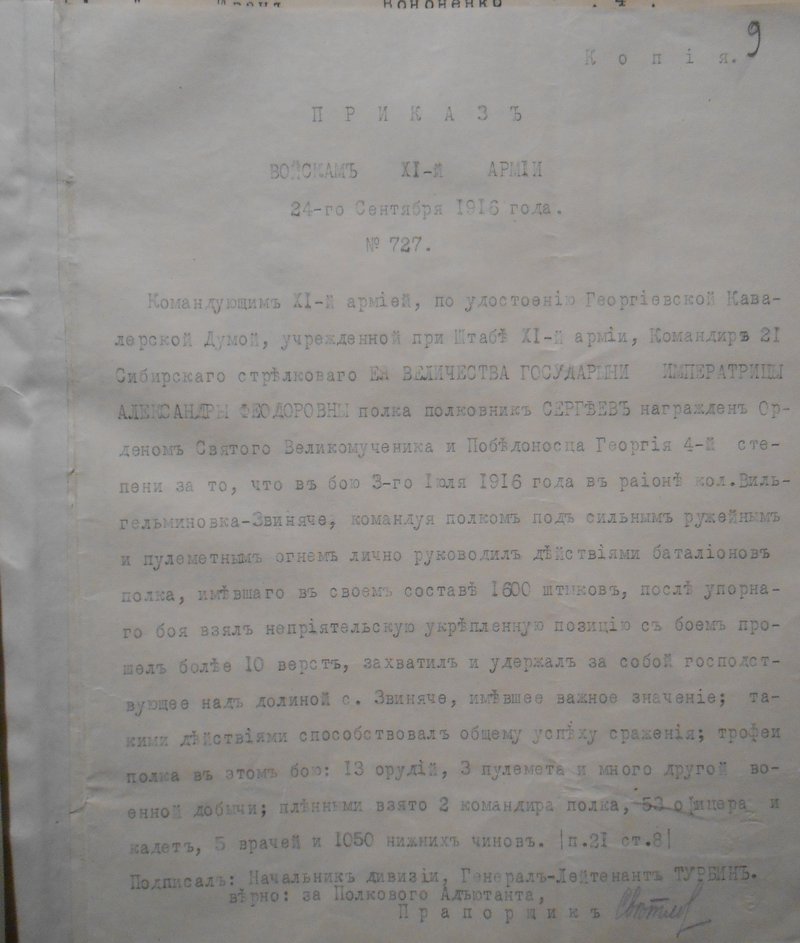 Кононенко
9
К о п і я.
П Р И К А З Ъ
ВОЙСКАМЪ XI-й АРМІИ
24-го Сентября 1916 года.
№ 727.
Командующимъ XI-й арміей, по удостоенію Георгіевской Кава-
лерской Думой, учрежденной при Штабѣ XI-й арміи, Командиръ 21
Сибирскаго стрѣлковаго ЕЯ ВЕЛИЧЕСТВА ГОСУДАРЫНИ ИМПЕРАТРИЦЫ
АЛЕКСАНДРЫ ФЕОДОРОВНЫ полка полковникъ СЕРГѢЕВЪ награжденъ Ор-
деномъ Святого Великомученика и Побѣдоносца Георгія 4-й сте-
пени за то, что въ бою 3-го Іюля 1916 года въ раіонѣ кол.Виль-
гельминовка-Звиняче, командуя полкомъ подъ сильнымъ ружейнымъ
и пулеметнымъ огнемъ лично руководилъ дѣйствіями баталіоновъ
полка, имѣвшаго въ своемъ составѣ 1600 штыковъ, послѣ упорна-
го боя взялъ непріятельскую укрѣпленную позицію съ боемъ про-
шелъ болѣе 10 верстъ, захватилъ и удержалъ за собой господст-
вующее надъ долиной с. Звиняче, имѣвшее важное значеніе; та-
кими дѣйствіями способствовалъ общему успѣху сраженія; трофеи
полка въ этомъ бою: 13 орудій, 3 пулемета и много другой во-
енной добычи; плѣнными взято 2 командира полка, 53 офицера и
кадетъ, 5 врачей и 1050 нижнихъ чиновъ. |п.21 ст.8|
Подписалъ: Начальникъ дивизіи, Генералъ-Лейтенантъ ТУРБИНЪ.
вѣрно: за Полкового Адъютанта,
П р а п о р щ и к ъ